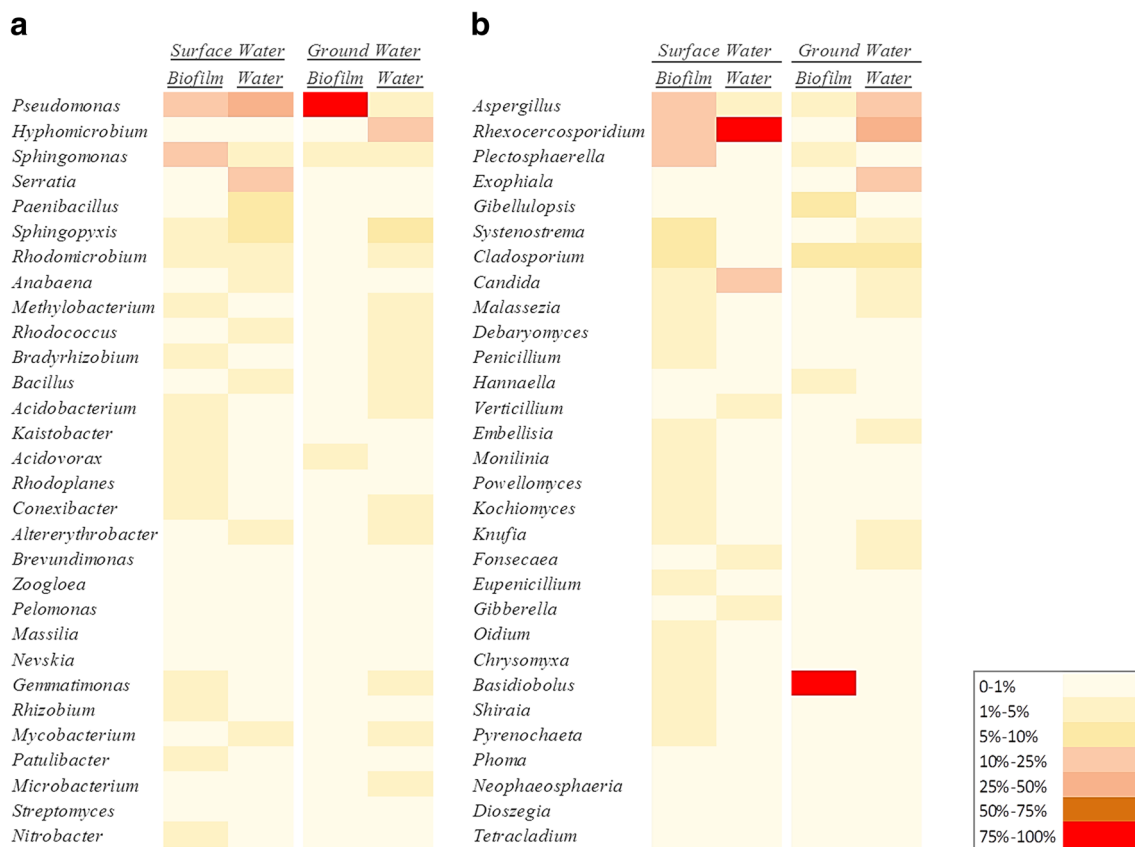 a
Surface Water Ground Water
Biofilm Water Biofilm Water
Pseudomonas
Hyphomicrobium
Sphingomonas
Serratia
Paenibacillus
Sphingopyxis
Rhodomicrobium
Anabaena
Methylobacterium
Rhodococcus
Bradyrhizobium
Bacillus
Acidobacterium
Kaistobacter
Acidovorax
Rhodoplanes
Conexibacter
Altererythrobacter
Brevundimonas
Zoogloea
Pelomonas
Massilia
Nevskia
Gemmatimonas
Rhizobium
Mycobacterium
Patulibacter
Microbacterium
Streptomyces
Nitrobacter
b
Surface Water Ground Water
Biofilm Water Biofilm Water
Aspergillus
Rhexocercosporidium
Plectosphaerella
Exophiala
Gibellulopsis
Systenostrema
Cladosporium
Candida
Malassezia
Debaryomyces
Penicillium
Hannaella
Verticillium
Embellisia
Monilinia
Powellomyces
Kochiomyces
Knufia
Fonsecaea
Eupenicillium
Gibberella
Oidium
Chrysomyxa
Basidiobolus
Shiraia
Pyrenochaeta
Phoma
Neophaeosphaeria
Dioszegia
Tetracladium
0-1%
1%-5%
5%-10%
10%-25%
25%-50%
50%-75%
75%-100%